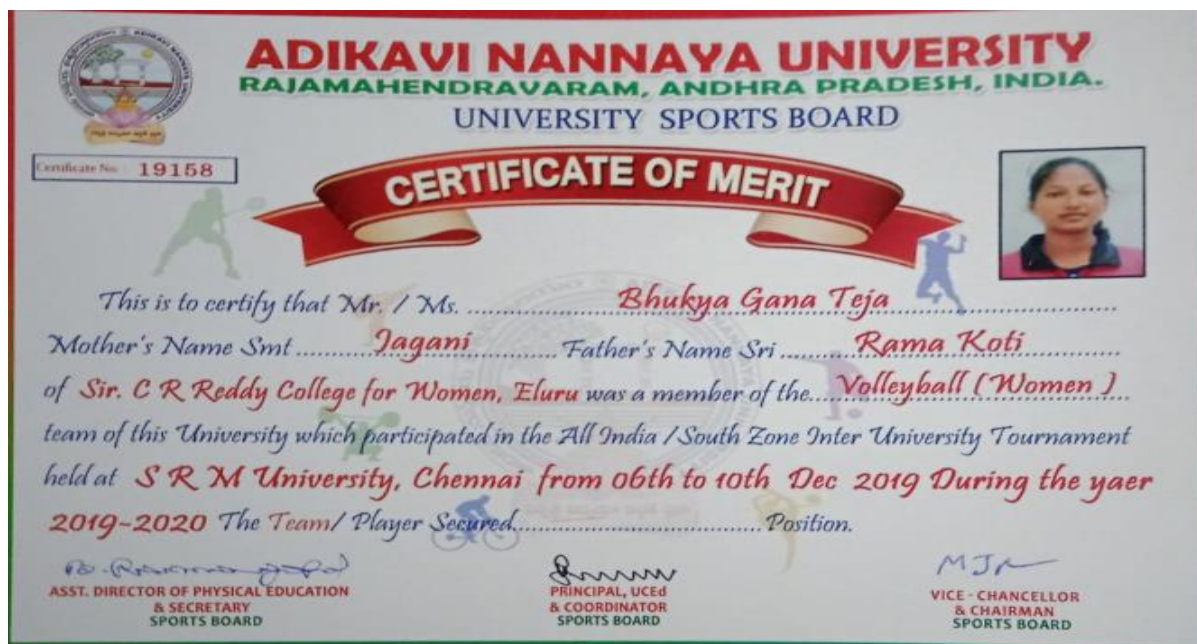 ADIKAVI NANNAYA UNIVERSITY
RAJAMAHENDRAVARAM, ANDHRA PRADESH, INDIA.
UNIVERSITY SPORTS BOARD
Certificate No. 19158
CERTIFICATE OF MERIT
This is to certify that Mr. / Ms. Bhukya Gana Teja
Mother's Name Smt Jagani Father's Name Sri Rama Koti
of Sir. C R Reddy College for Women, Eluru was a member of the Volleyball (Women )
team of this University which participated in the All India / South Zone Inter University Tournament
held at S R M University, Chennai from 06th to 10th Dec 2019 During the yaer
2019-2020 The Team/ Player Secured Position.
ASST. DIRECTOR OF PHYSICAL EDUCATION
& SECRETARY
SPORTS BOARD
PRINCIPAL, UCEd
& COORDINATOR
SPORTS BOARD
VICE - CHANCELLOR
& CHAIRMAN
SPORTS BOARD